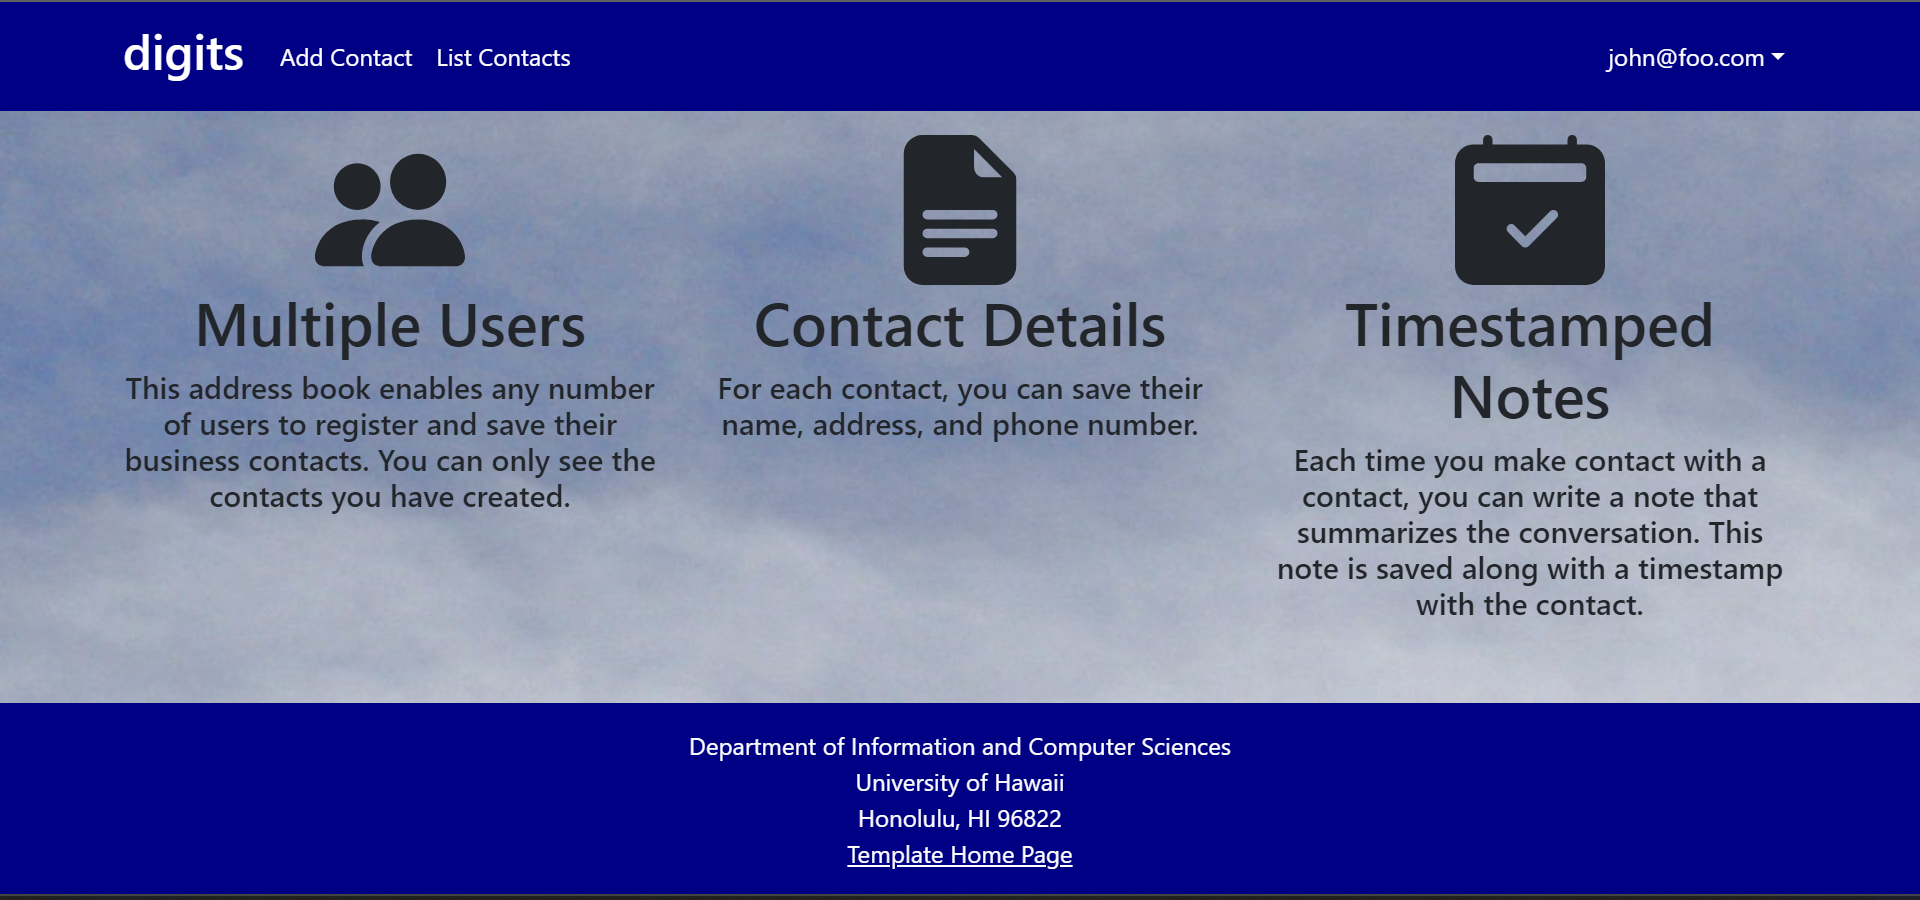 digits Add Contact List Contacts john@foo.com
Multiple Users
This address book enables any number
of users to register and save their
business contacts. You can only see the
contacts you have created.
Contact Details
For each contact, you can save their
name, address, and phone number.
Timestamped
Notes
Each time you make contact with a
contact, you can write a note that
summarizes the conversation. This
note is saved along with a timestamp
with the contact.
Department of Information and Computer Sciences
University of Hawaii
Honolulu, HI 96822
Template Home Page